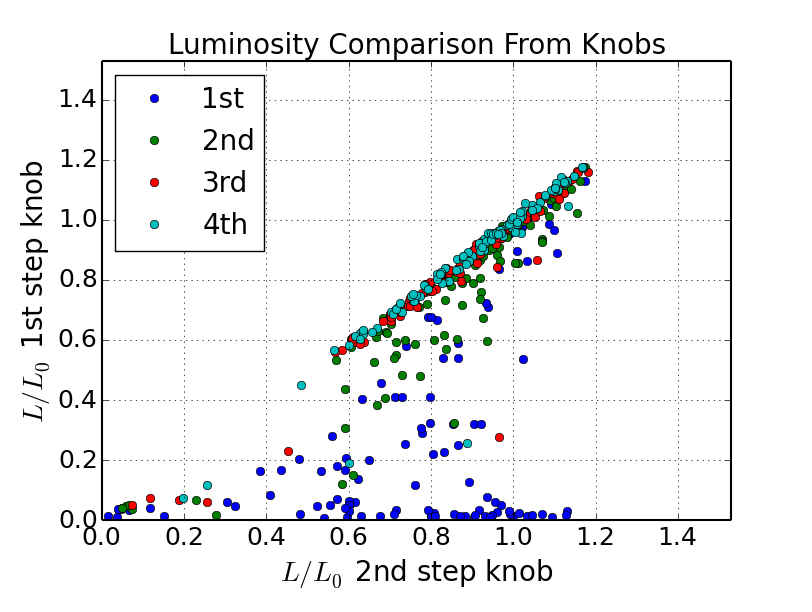 Luminosity Comparison From Knobs
1st
2nd
3rd
4th
1.4
1.2
1.0
0.8
0.6
0.4
0.2
0.0
L/L0 1st step knob
0.0 0.2 0.4 0.6 0.8 1.0 1.2 1.4
L/L0 2nd step knob